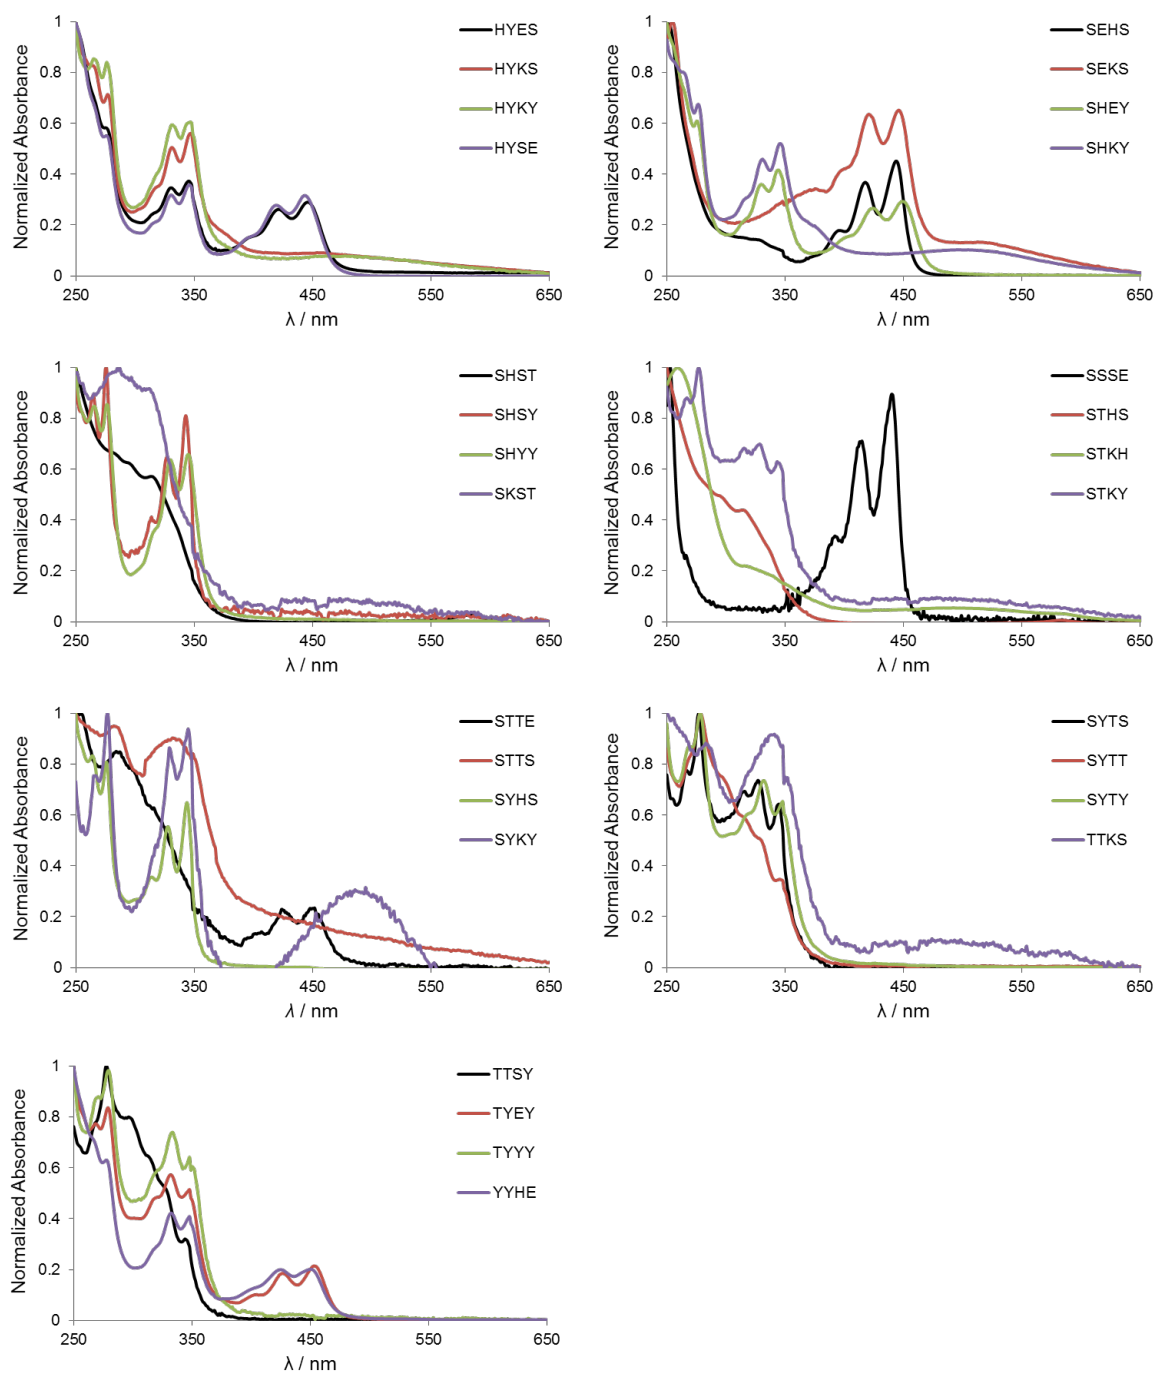 Normalized Absorbance
1
0.8
0.6
0.4
0.2
0
250
350
450
550
650
λ / nm
HYES
HYKS
HYKY
HYSE
Normalized Absorbance
1
0.8
0.6
0.4
0.2
0
250
350
450
550
650
λ / nm
SEHS
SEKS
SHEY
SHKY
Normalized Absorbance
1
0.8
0.6
0.4
0.2
0
250
350
450
550
650
λ / nm
SHST
SHSY
SHYY
SKST
Normalized Absorbance
1
0.8
0.6
0.4
0.2
0
250
350
450
550
650
λ / nm
SSSE
STHS
STKH
STKY
Normalized Absorbance
1
0.8
0.6
0.4
0.2
0
250
350
450
550
650
λ / nm
STTE
STTS
SYHS
SYKY
Normalized Absorbance
1
0.8
0.6
0.4
0.2
0
250
350
450
550
650
λ / nm
SYTS
SYTT
SYTY
TTKS
Normalized Absorbance
1
0.8
0.6
0.4
0.2
0
250
350
450
550
650
λ / nm
TTSY
TYEY
TYYY
YYHE